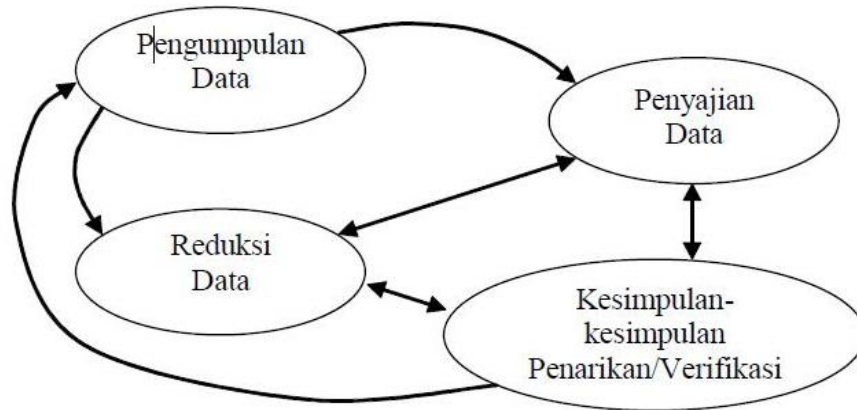 Pengumpulan
Data
Penyajian
Data
Reduksi
Data
Kesimpulan-
kesimpulan
Penarikan/Verifikasi